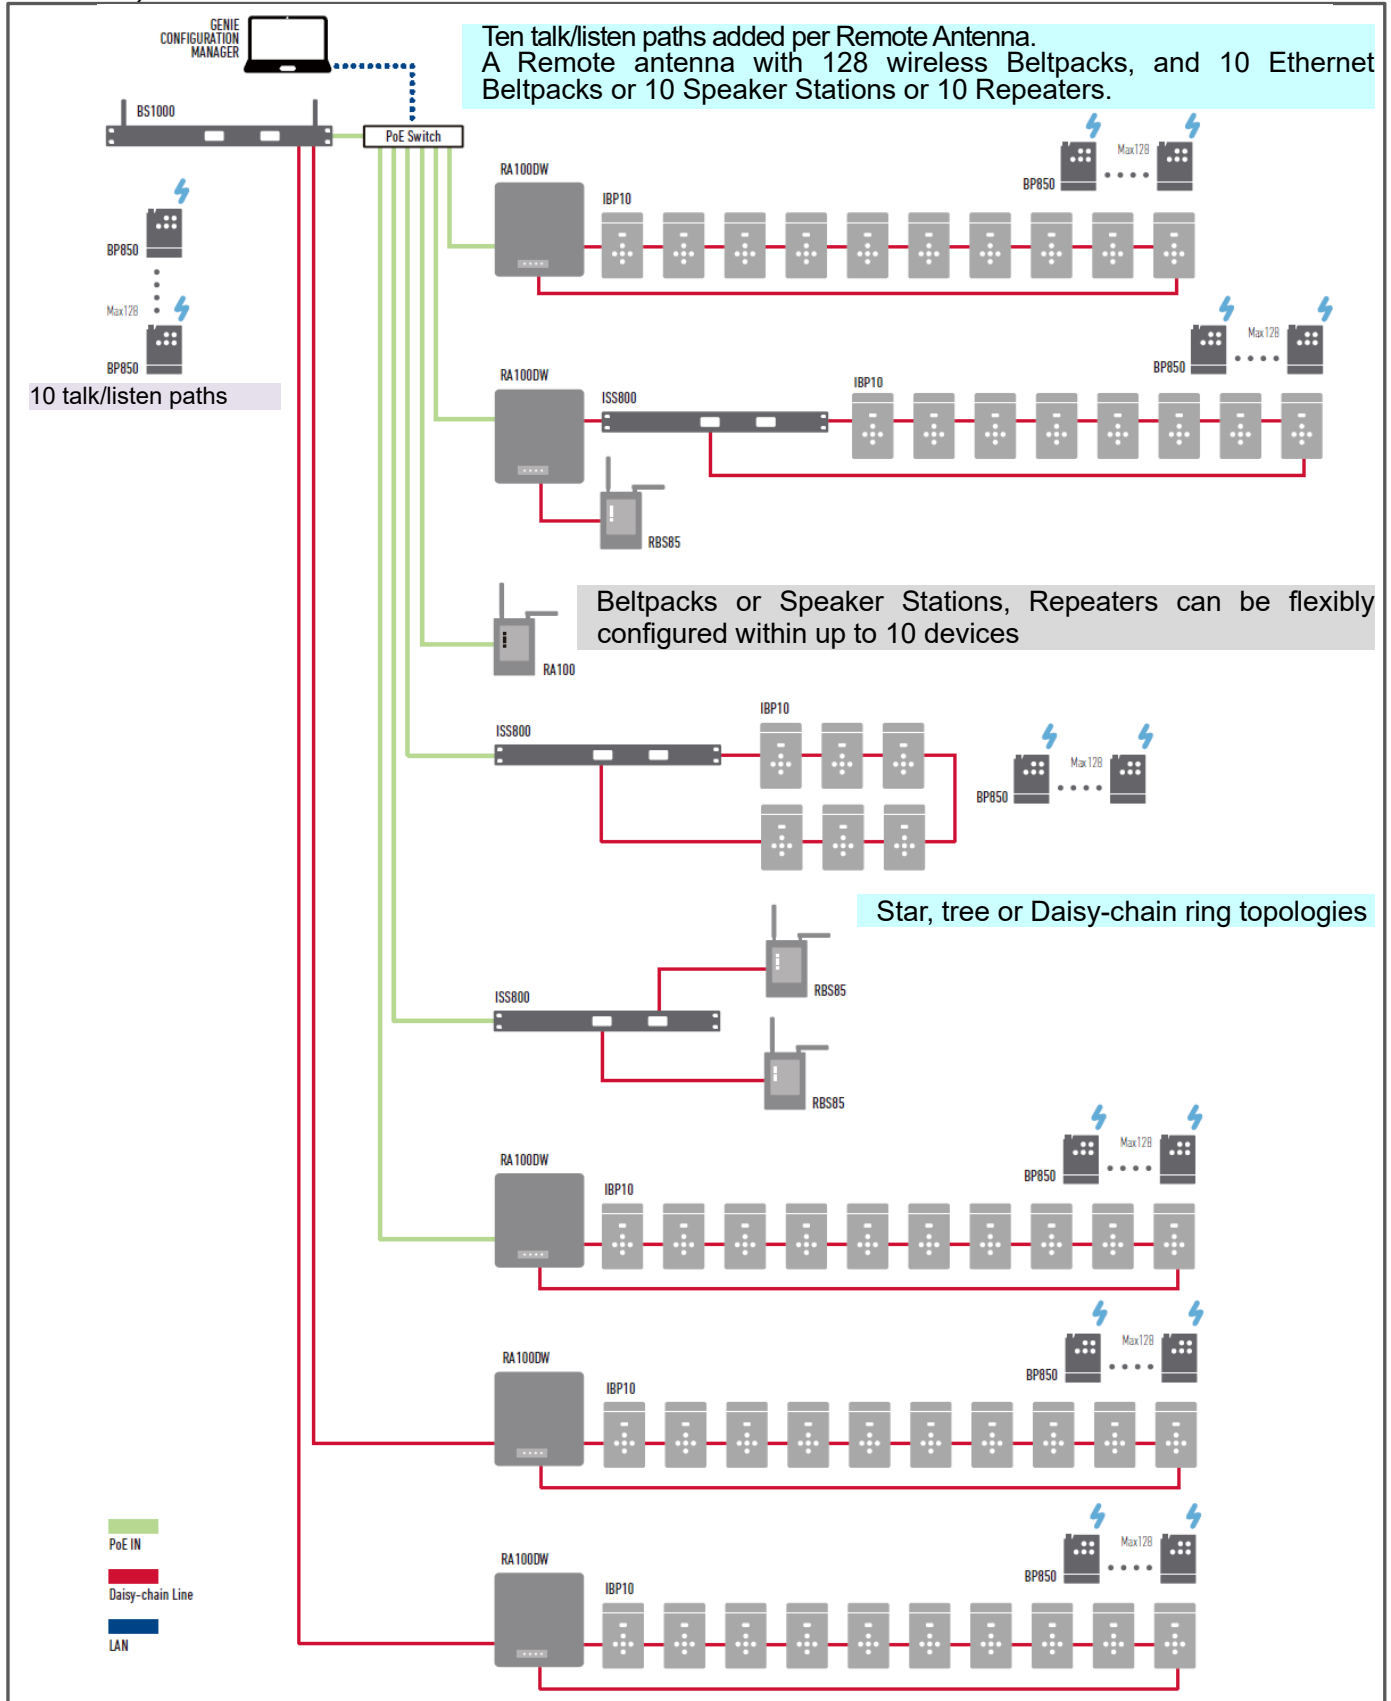 GENIE
CONFIGURATION
MANAGER
Ten talk/listen paths added per Remote Antenna.
A Remote antenna with 128 wireless Beltpacks, and 10 Ethernet
Beltpacks or 10 Speaker Stations or 10 Repeaters.
BS1000
PoE Switch
BP850
Max128
BP850
10 talk/listen paths
RA100DW
IBP10
BP850
Max128
RA100DW
ISS800
IBP10
BP850
Max128
RBS85
Beltpacks or Speaker Stations, Repeaters can be flexibly
configured within up to 10 devices
RA100
ISS800
IBP10
BP850
Max128
Star, tree or Daisy-chain ring topologies
RBS85
ISS800
RBS85
RA100DW
IBP10
BP850
Max128
RA100DW
IBP10
BP850
Max128
RA100DW
IBP10
BP850
Max128
PoE IN
Daisy-chain Line
LAN